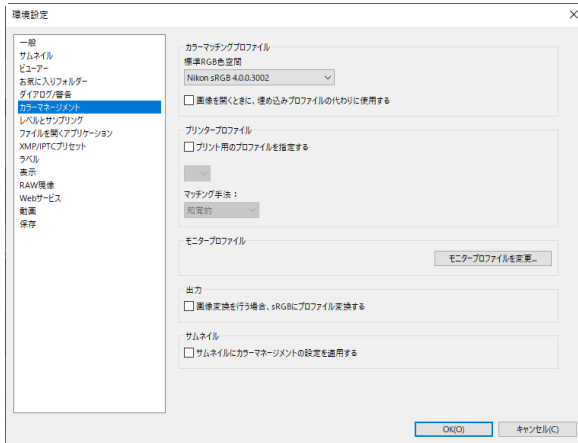 環境設定
一般
サムネイル
ビューアー
お気に入りフォルダー
ダイアログ/警告
カラーマネージメント
レベルとサンプリング
ファイルを開くアプリケーション
XMP/IPTCプリセット
ラベル
表示
RAW現像
Webサービス
動画
保存
カラーマッチングプロファイル
標準RGB色空間
Nikon sRGB 4.0.0.3002
画像を開くときに、埋め込みプロファイルの代わりに使用する
プリンタープロファイル
プリント用のプロファイルを指定する
マッチング手法：
知覚的
モニタープロファイル
モニタープロファイルを変更...
出力
画像変換を行う場合、sRGBにプロファイル変換する
サムネイル
サムネイルにカラーマネージメントの設定を適用する
OK(O)
キャンセル(C)